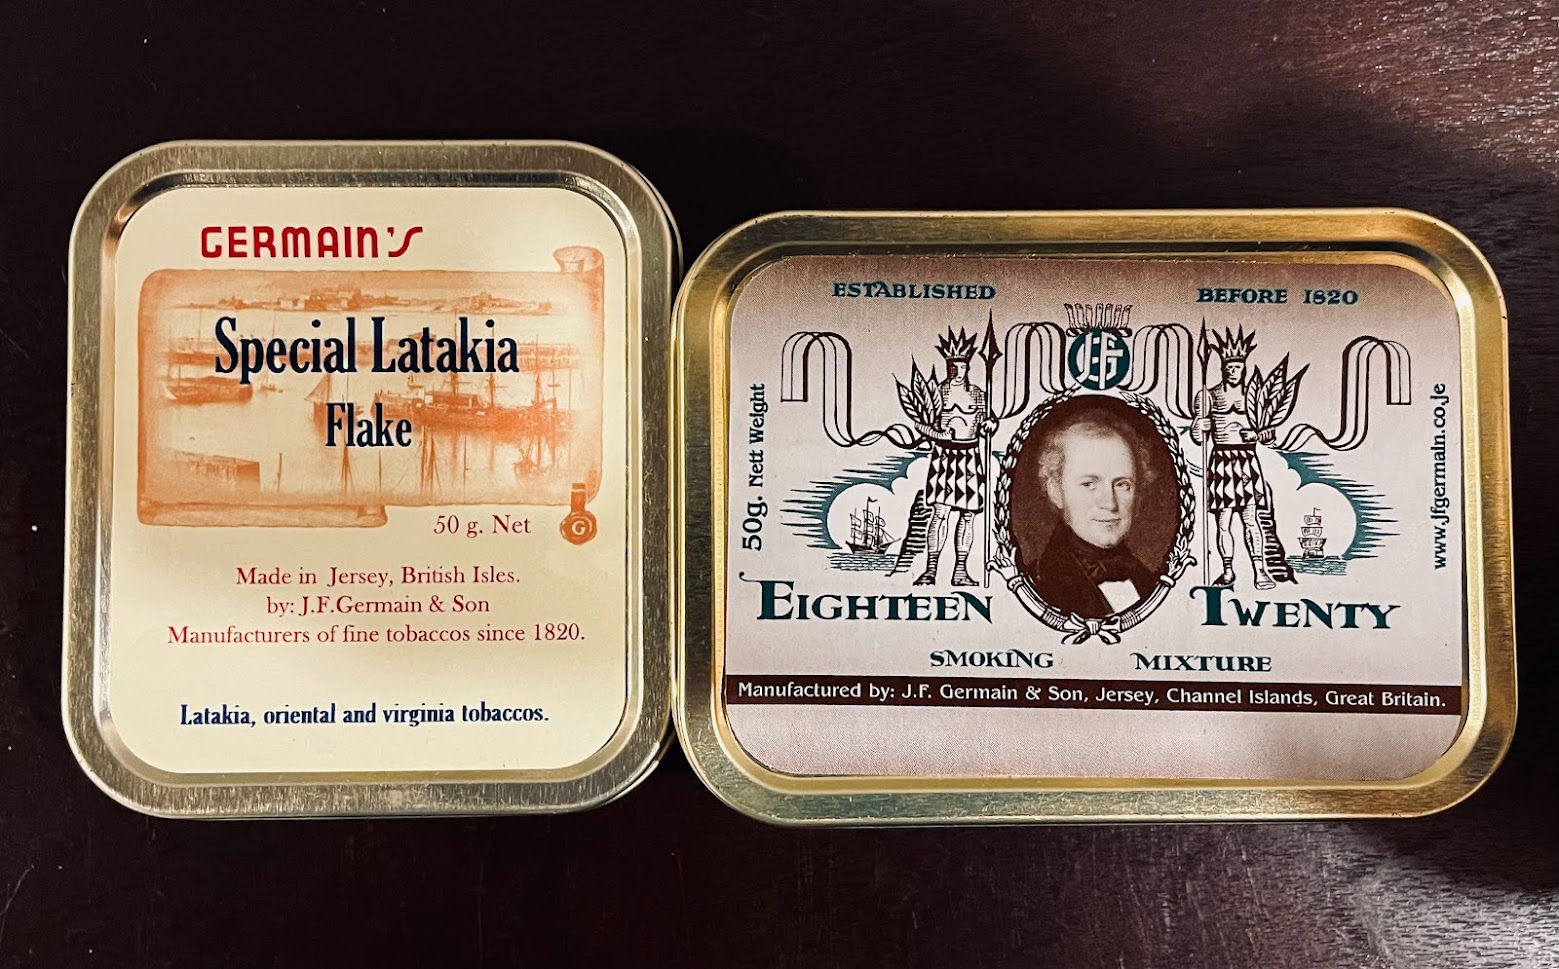 GERMAIN'S
Special Latakia
Flake
50 g. Net
G
Made in Jersey, British Isles.
by: J.F.Germain & Son
Manufacturers of fine tobaccos since 1820.
Latakia, oriental and virginia tobaccos.
ESTABLISHED BEFORE 1820
JFG
50g. Nett Weight
www.jfgermain.co.je
EIGHTEEN TWENTY
SMOKING MIXTURE
Manufactured by: J.F. Germain & Son, Jersey, Channel Islands, Great Britain.